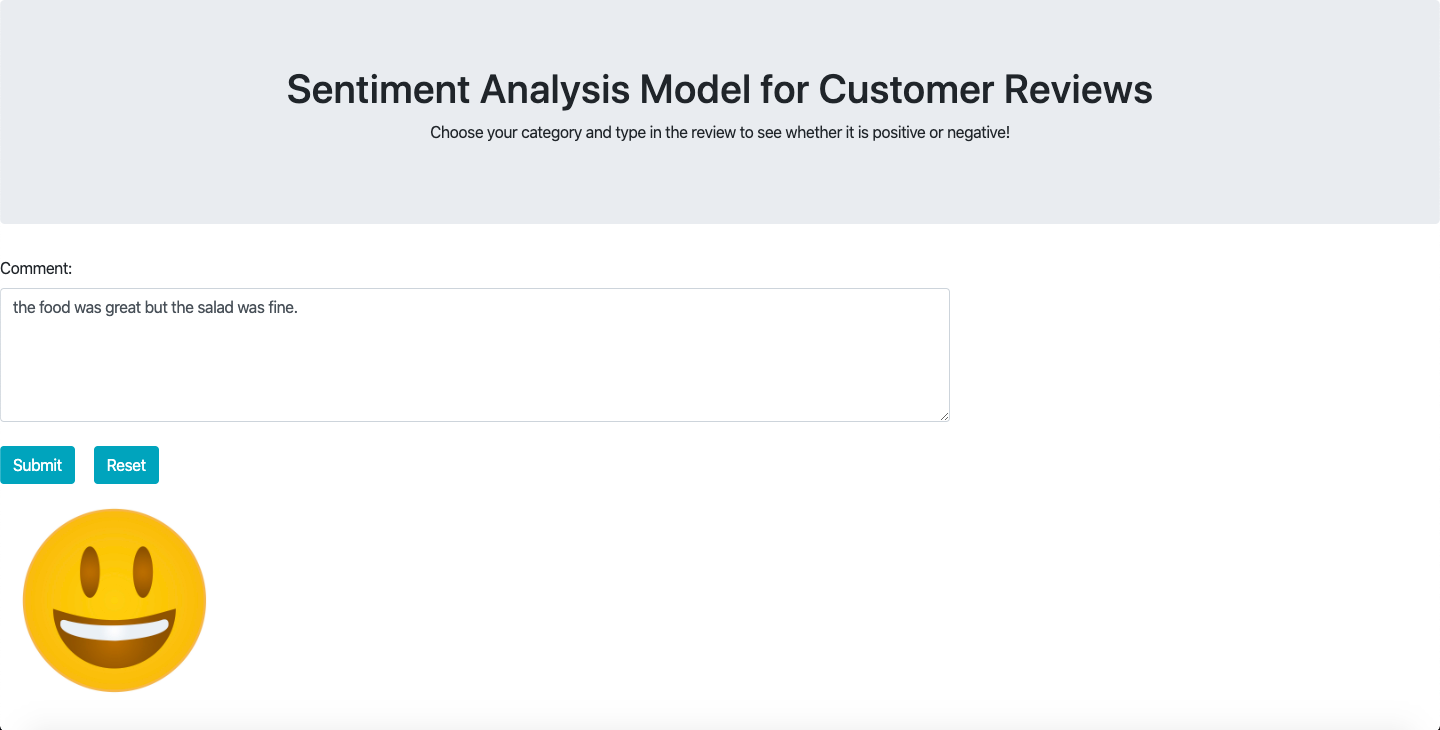 Sentiment Analysis Model for Customer Reviews
Choose your category and type in the review to see whether it is positive or negative!
Comment:
the food was great but the salad was fine.
Submit Reset